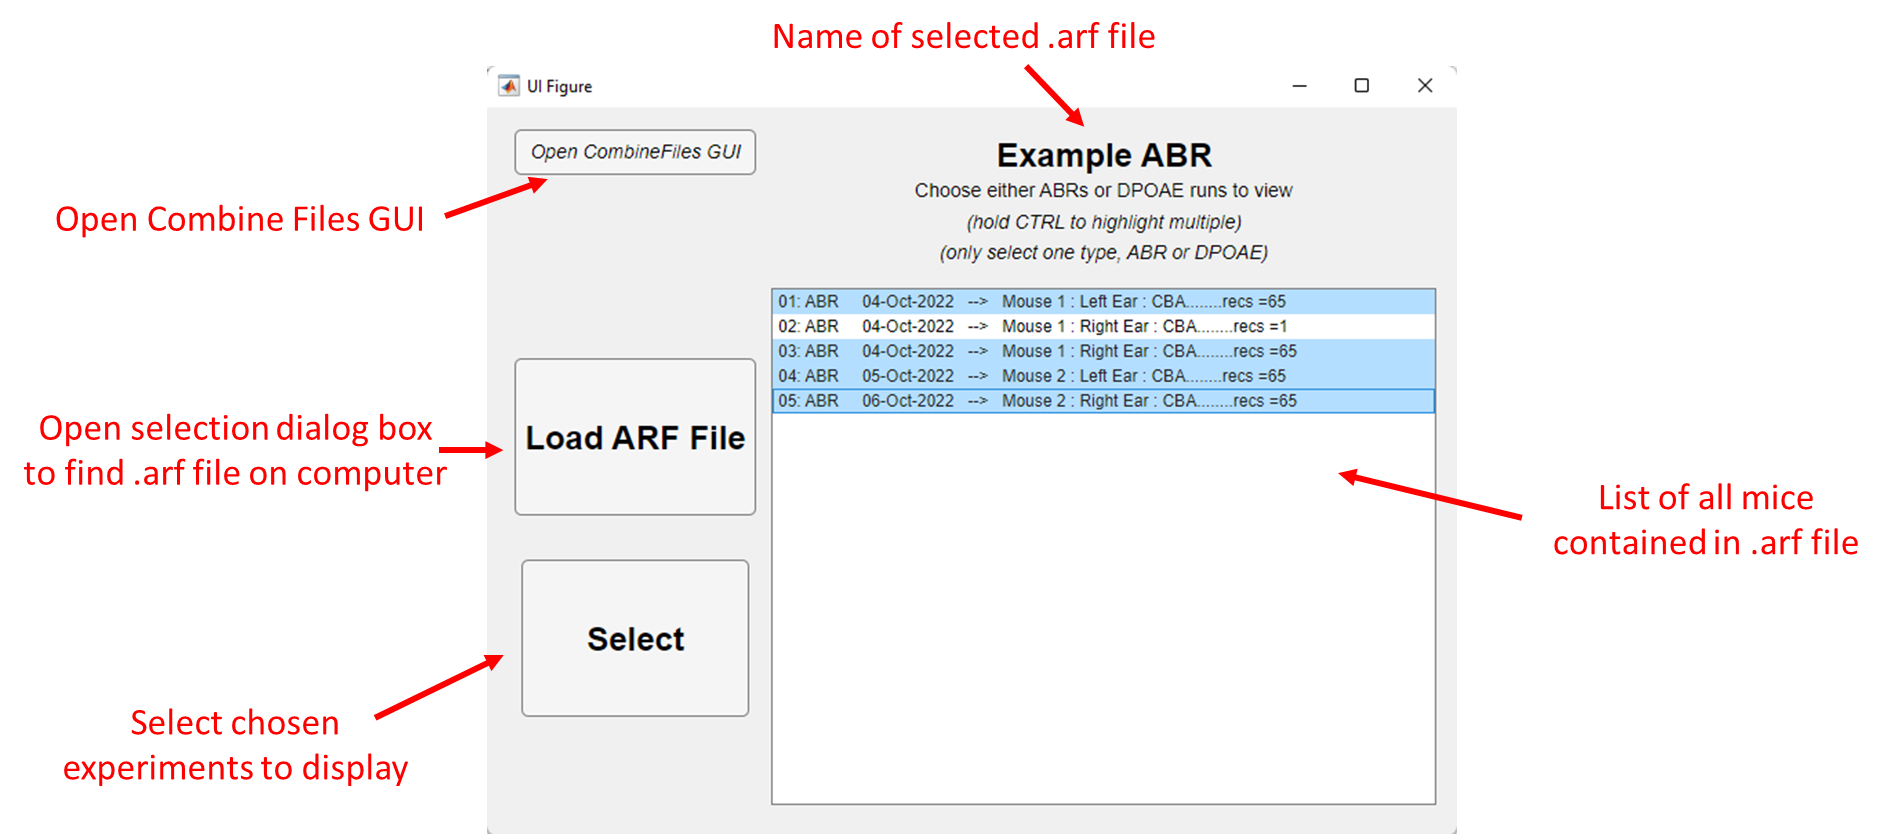 Name of selected .arf file
UI Figure
Open CombineFiles GUI
Example ABR
Choose either ABRs or DPOAE runs to view
(hold CTRL to highlight multiple)
(only select one type, ABR or DPOAE)
Open Combine Files GUI
01: ABR 04-Oct-2022 --> Mouse 1 : Left Ear : CBA........recs =65
02: ABR 04-Oct-2022 --> Mouse 1 : Right Ear : CBA........recs =1
03: ABR 04-Oct-2022 --> Mouse 1 : Right Ear : CBA........recs =65
04: ABR 05-Oct-2022 --> Mouse 2 : Left Ear : CBA........recs =65
05: ABR 06-Oct-2022 --> Mouse 2 : Right Ear : CBA........recs =65
Open selection dialog box
to find .arf file on computer
Load ARF File
List of all mice
contained in .arf file
Select
Select chosen
experiments to display